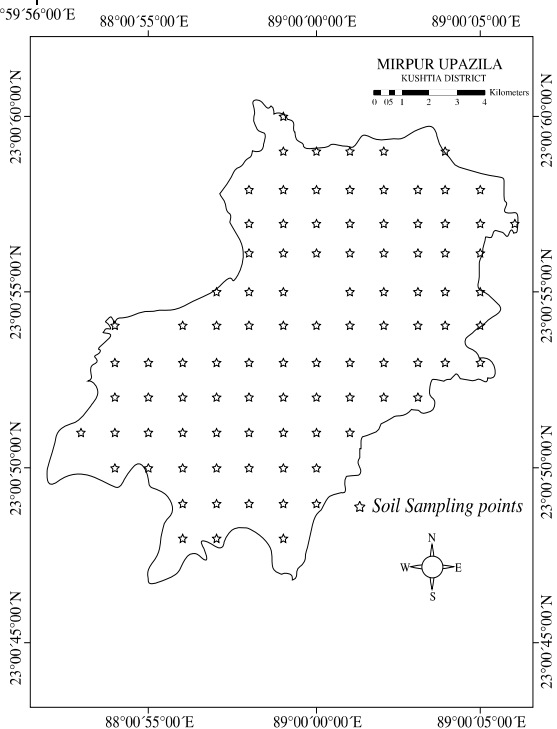 °59´56°00´E
88°00´55°00´E 89°00´00°00´E 89°00´05°00´E
MIRPUR UPAZILA
KUSHTIA DISTRICT
Kilometers
0 05 1 2 3 4
23°00´60°00´N 23°00´60°00´N
23°00´55°00´N 23°00´55°00´N
23°00´50°00´N 23°00´50°00´N
Soil Sampling points
N
W E
S
23°00´45°00´N 23°00´45°00´N
88°00´55°00´E 89°00´00°00´E 89°00´05°00´E